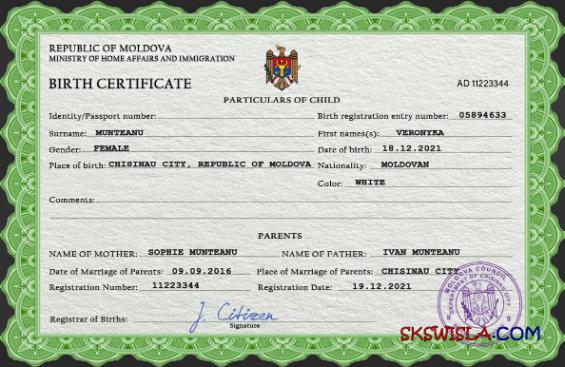 REPUBLIC OF MOLDOVA
MINISTRY OF HOME AFFAIRS AND IMMIGRATION
BIRTH CERTIFICATE
AD 11223344
PARTICULARS OF CHILD
Identity/Passport number:
Birth registration entry number: 05894633
Surname: MUNTEANU
First names(s): VERONYKA
Gender: FEMALE
Date of birth: 18.12.2021
Place of birth: CHISINAU CITY, REPUBLIC OF MOLDOVA
Nationality: MOLDOVAN
Color: WHITE
Comments:
PARENTS
NAME OF MOTHER: SOPHIE MUNTEANU
NAME OF FATHER: IVAN MUNTEANU
Date of Marriage of Parents: 09.09.2016
Place of Marriage of Parents: CHISINAU CITY
Registration Number: 11223344
Registration Date: 19.12.2021
Registrar of Births: J. Citizen
Signature
MOLDOVA COUNCIL
DEPARTMENT OF CHISINAU CITY
SKSWISLA.COM